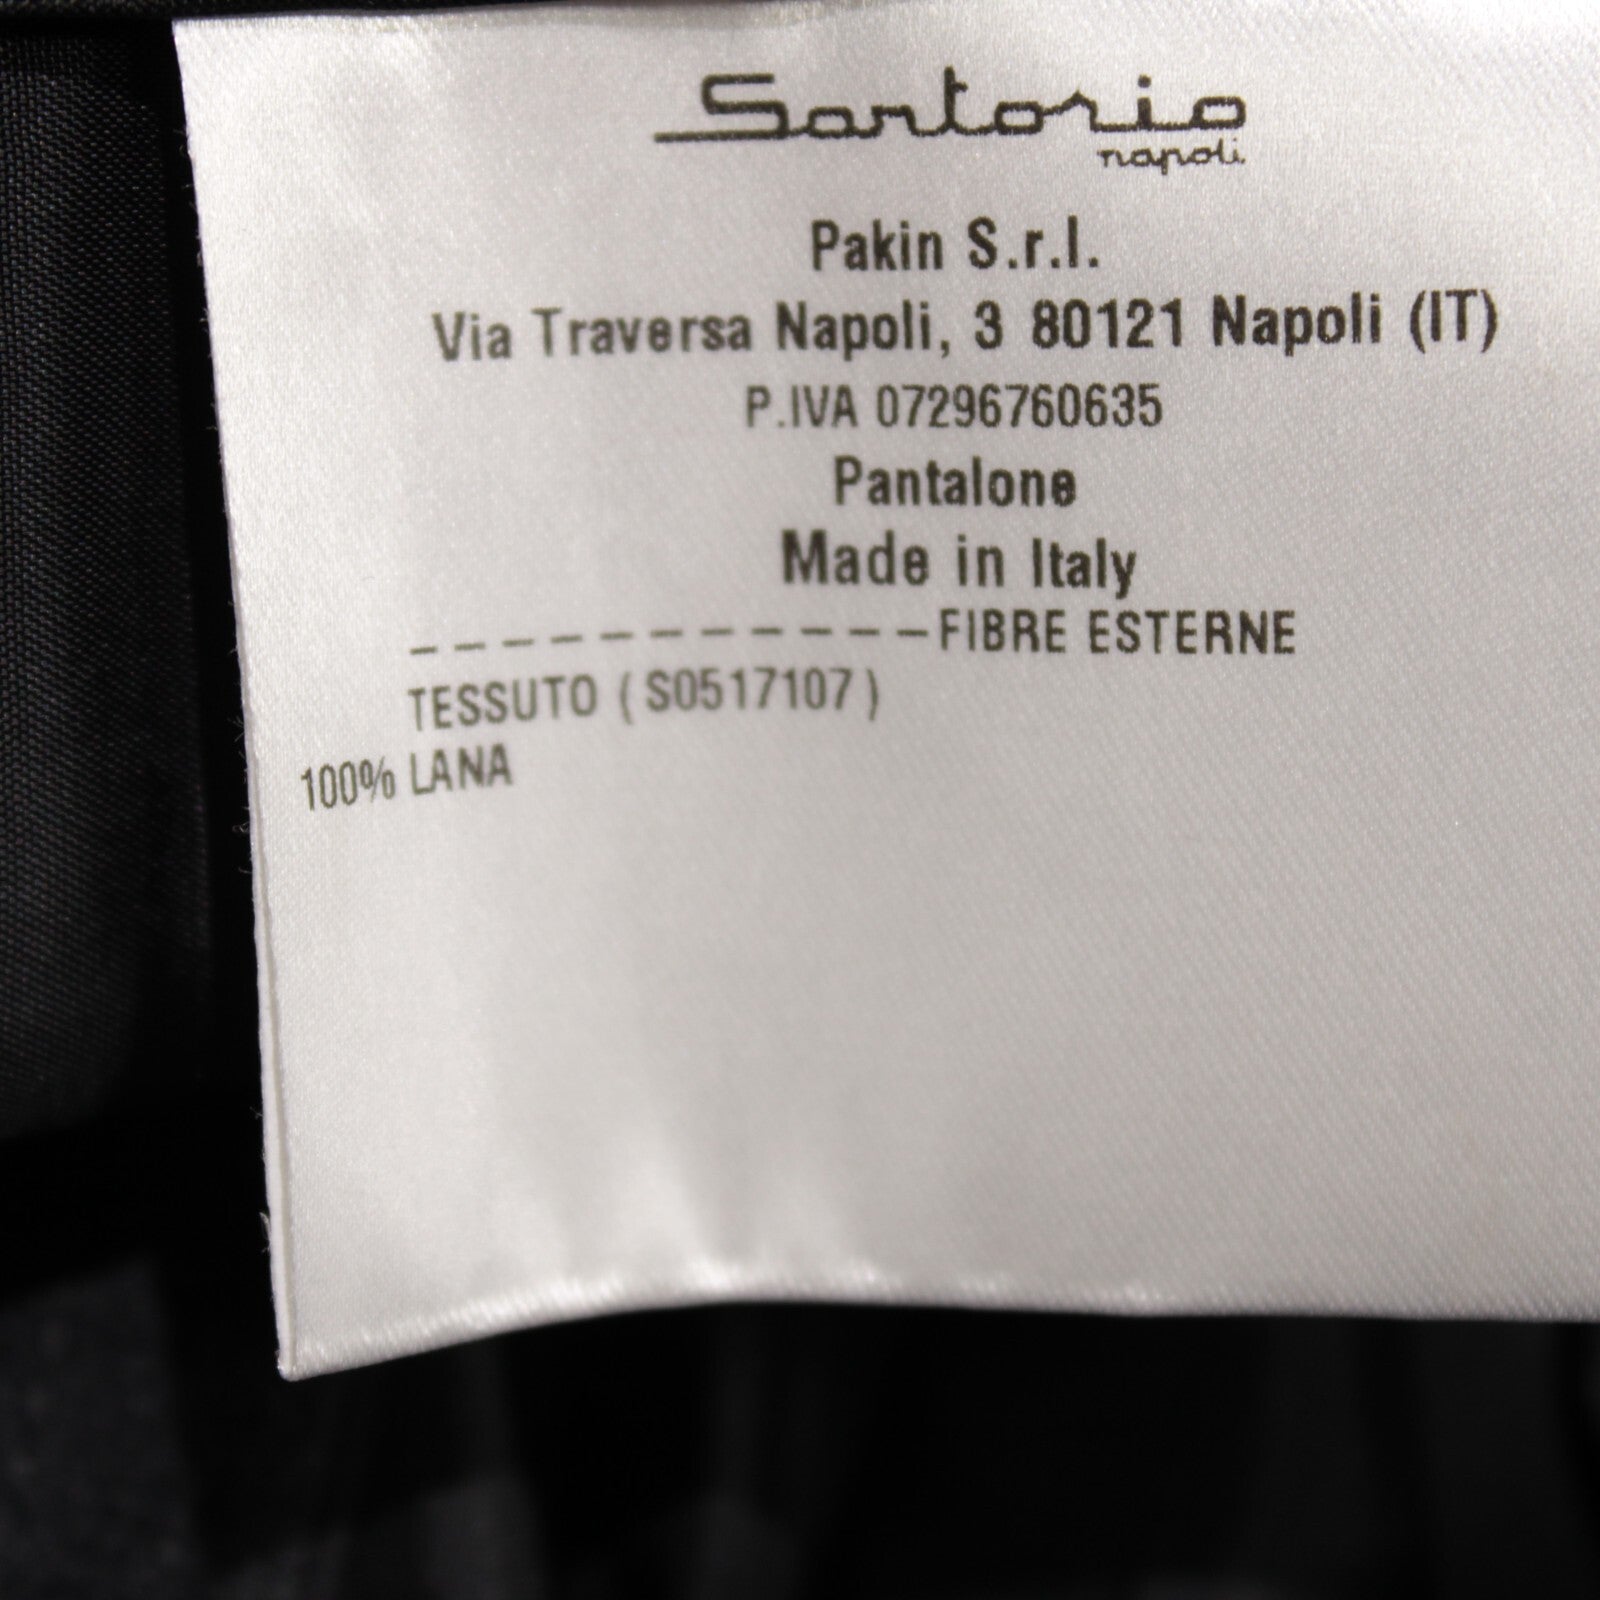 Sartorio
napoli
Pakin S.r.l.
Via Traversa Napoli, 3 80121 Napoli (IT)
P.IVA 07296760635
Pantalone
Made in Italy
-----------FIBRE ESTERNE
TESSUTO (S0517107)
100% LANA